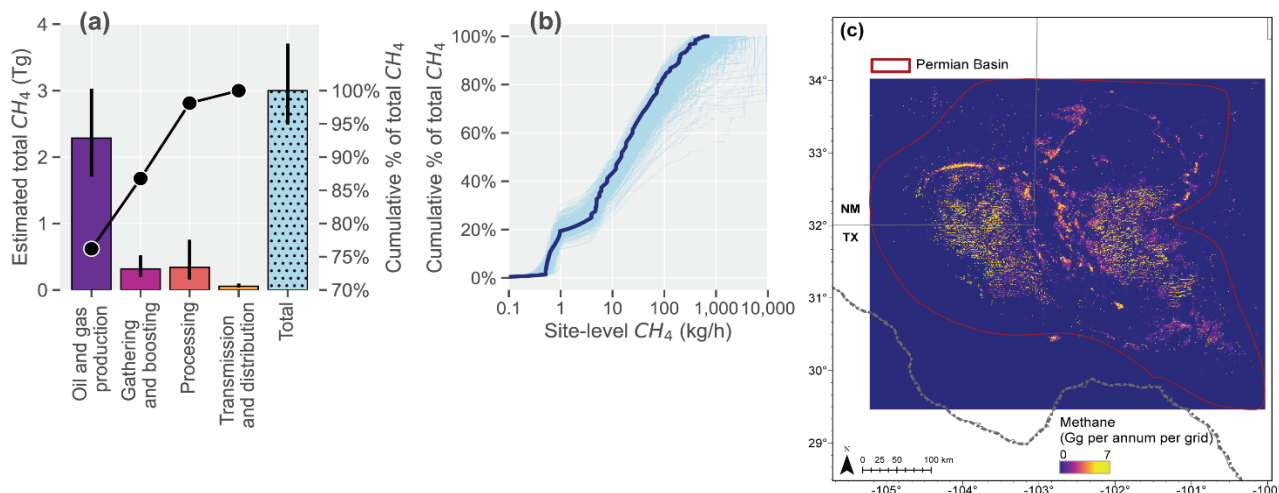 (a)
Estimated total CH₄ (Tg)
4
3
2
1
0
100%
95%
90%
85%
80%
75%
70%
Cumulative % of total CH₄
Oil and gas
production
Gathering
and boosting
Processing
Transmission
and distribution
Total
(b)
Cumulative % of total CH₄
100%
80%
60%
40%
20%
0%
0.1 1 10 100 1,000 10,000
Site-level CH₄ (kg/h)
(c)
Permian Basin
34°
33°
32°
31°
30°
29°
NM
TX
Methane
(Gg per annum per grid)
0 7
N
0 25 50 100 km
-105° -104° -103° -102° -101° -100